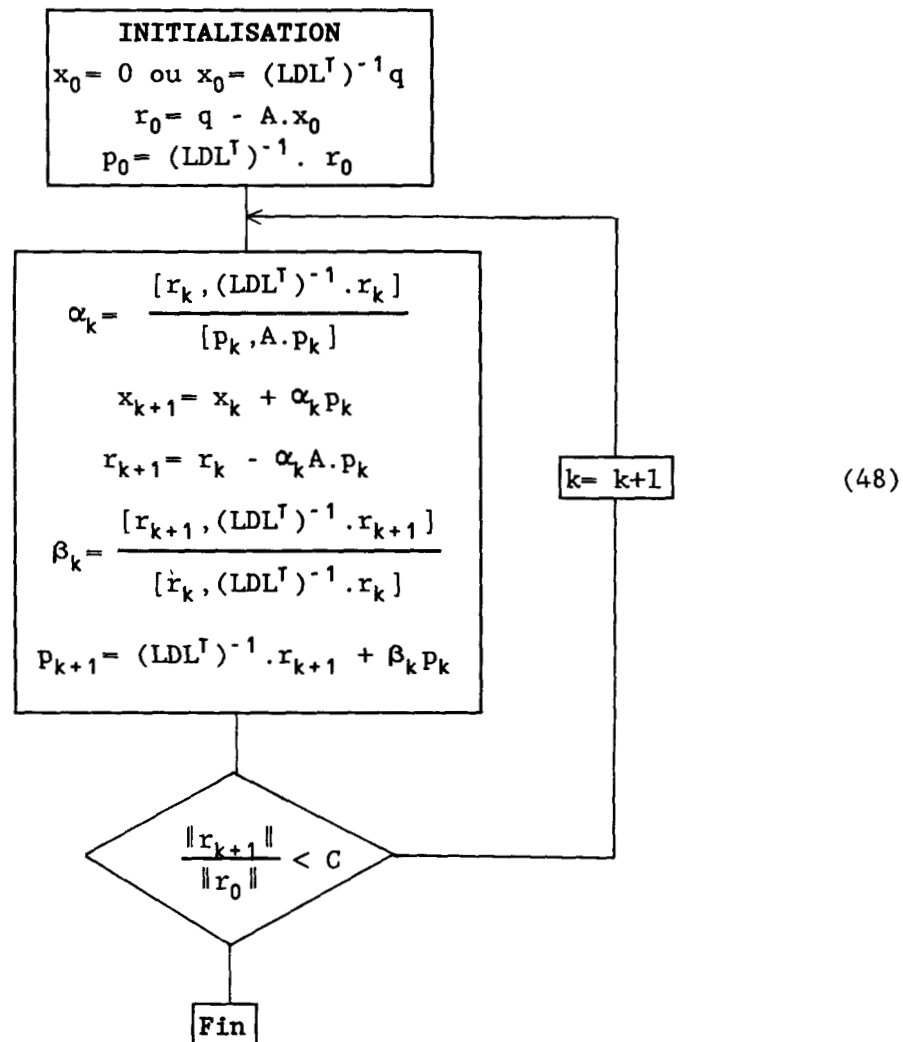 INITIALISATION
x₀= 0 ou x₀= (LDLᵀ)⁻¹q
r₀= q - A.x₀
p₀= (LDLᵀ)⁻¹. r₀
αₖ= [rₖ,(LDLᵀ)⁻¹.rₖ] / [pₖ,A.pₖ]
xₖ₊₁= xₖ + αₖpₖ
rₖ₊₁= rₖ - αₖA.pₖ
k= k+1
(48)
βₖ= [rₖ₊₁,(LDLᵀ)⁻¹.rₖ₊₁] / [rₖ,(LDLᵀ)⁻¹.rₖ]
pₖ₊₁= (LDLᵀ)⁻¹.rₖ₊₁ + βₖpₖ
‖rₖ₊₁‖ / ‖r₀‖ < C
Fin